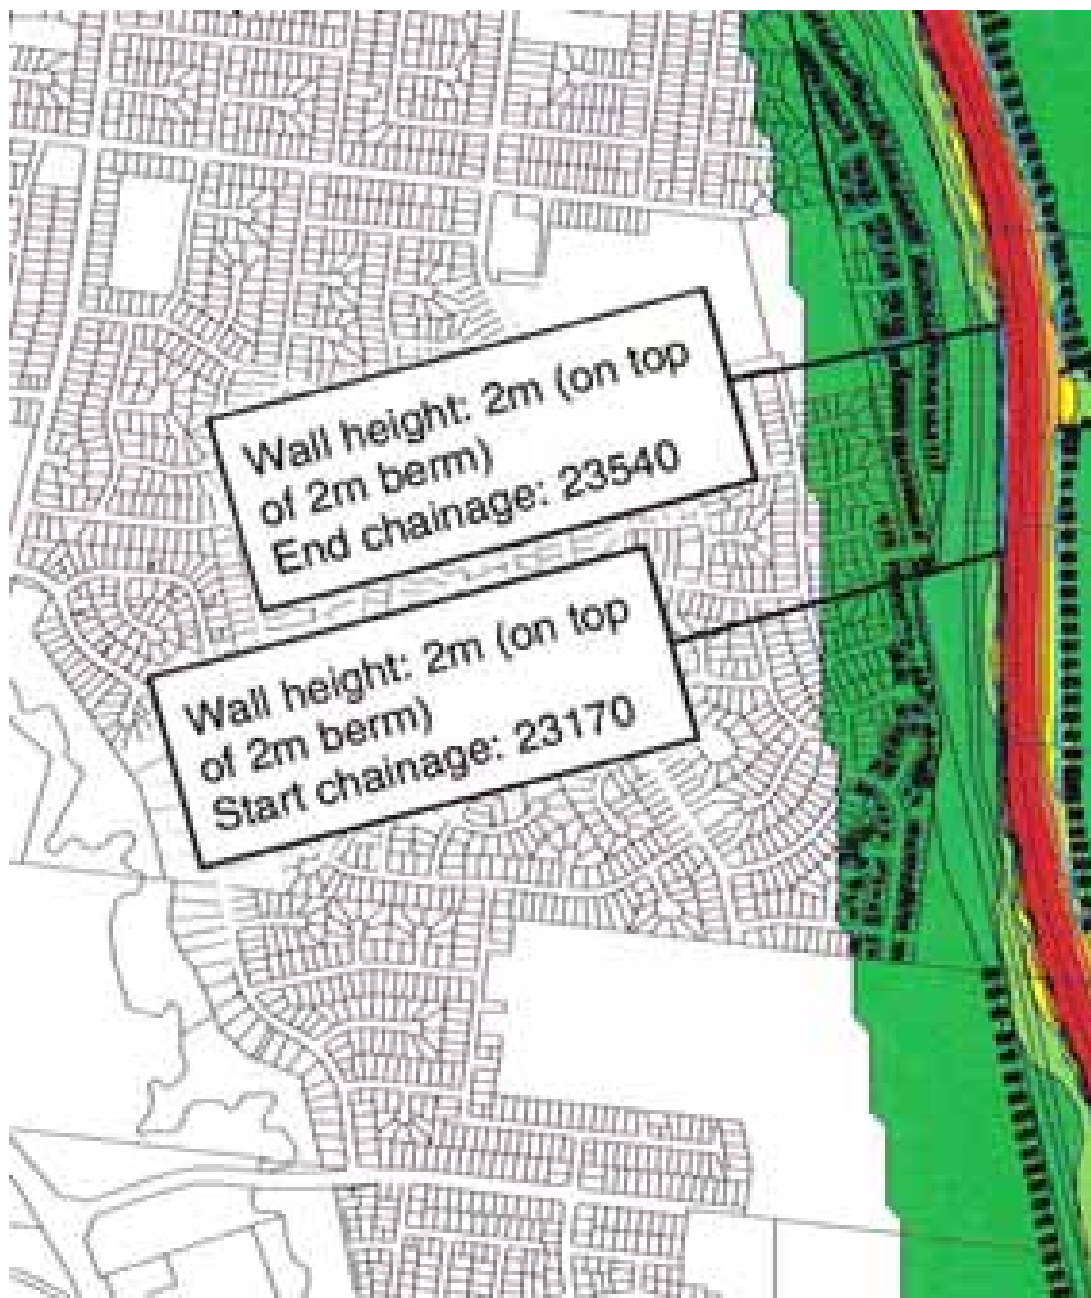 Wall height: 2m (on top
of 2m berm)
End chainage: 23540
Wall height: 2m (on top
of 2m berm)
Start chainage: 23170